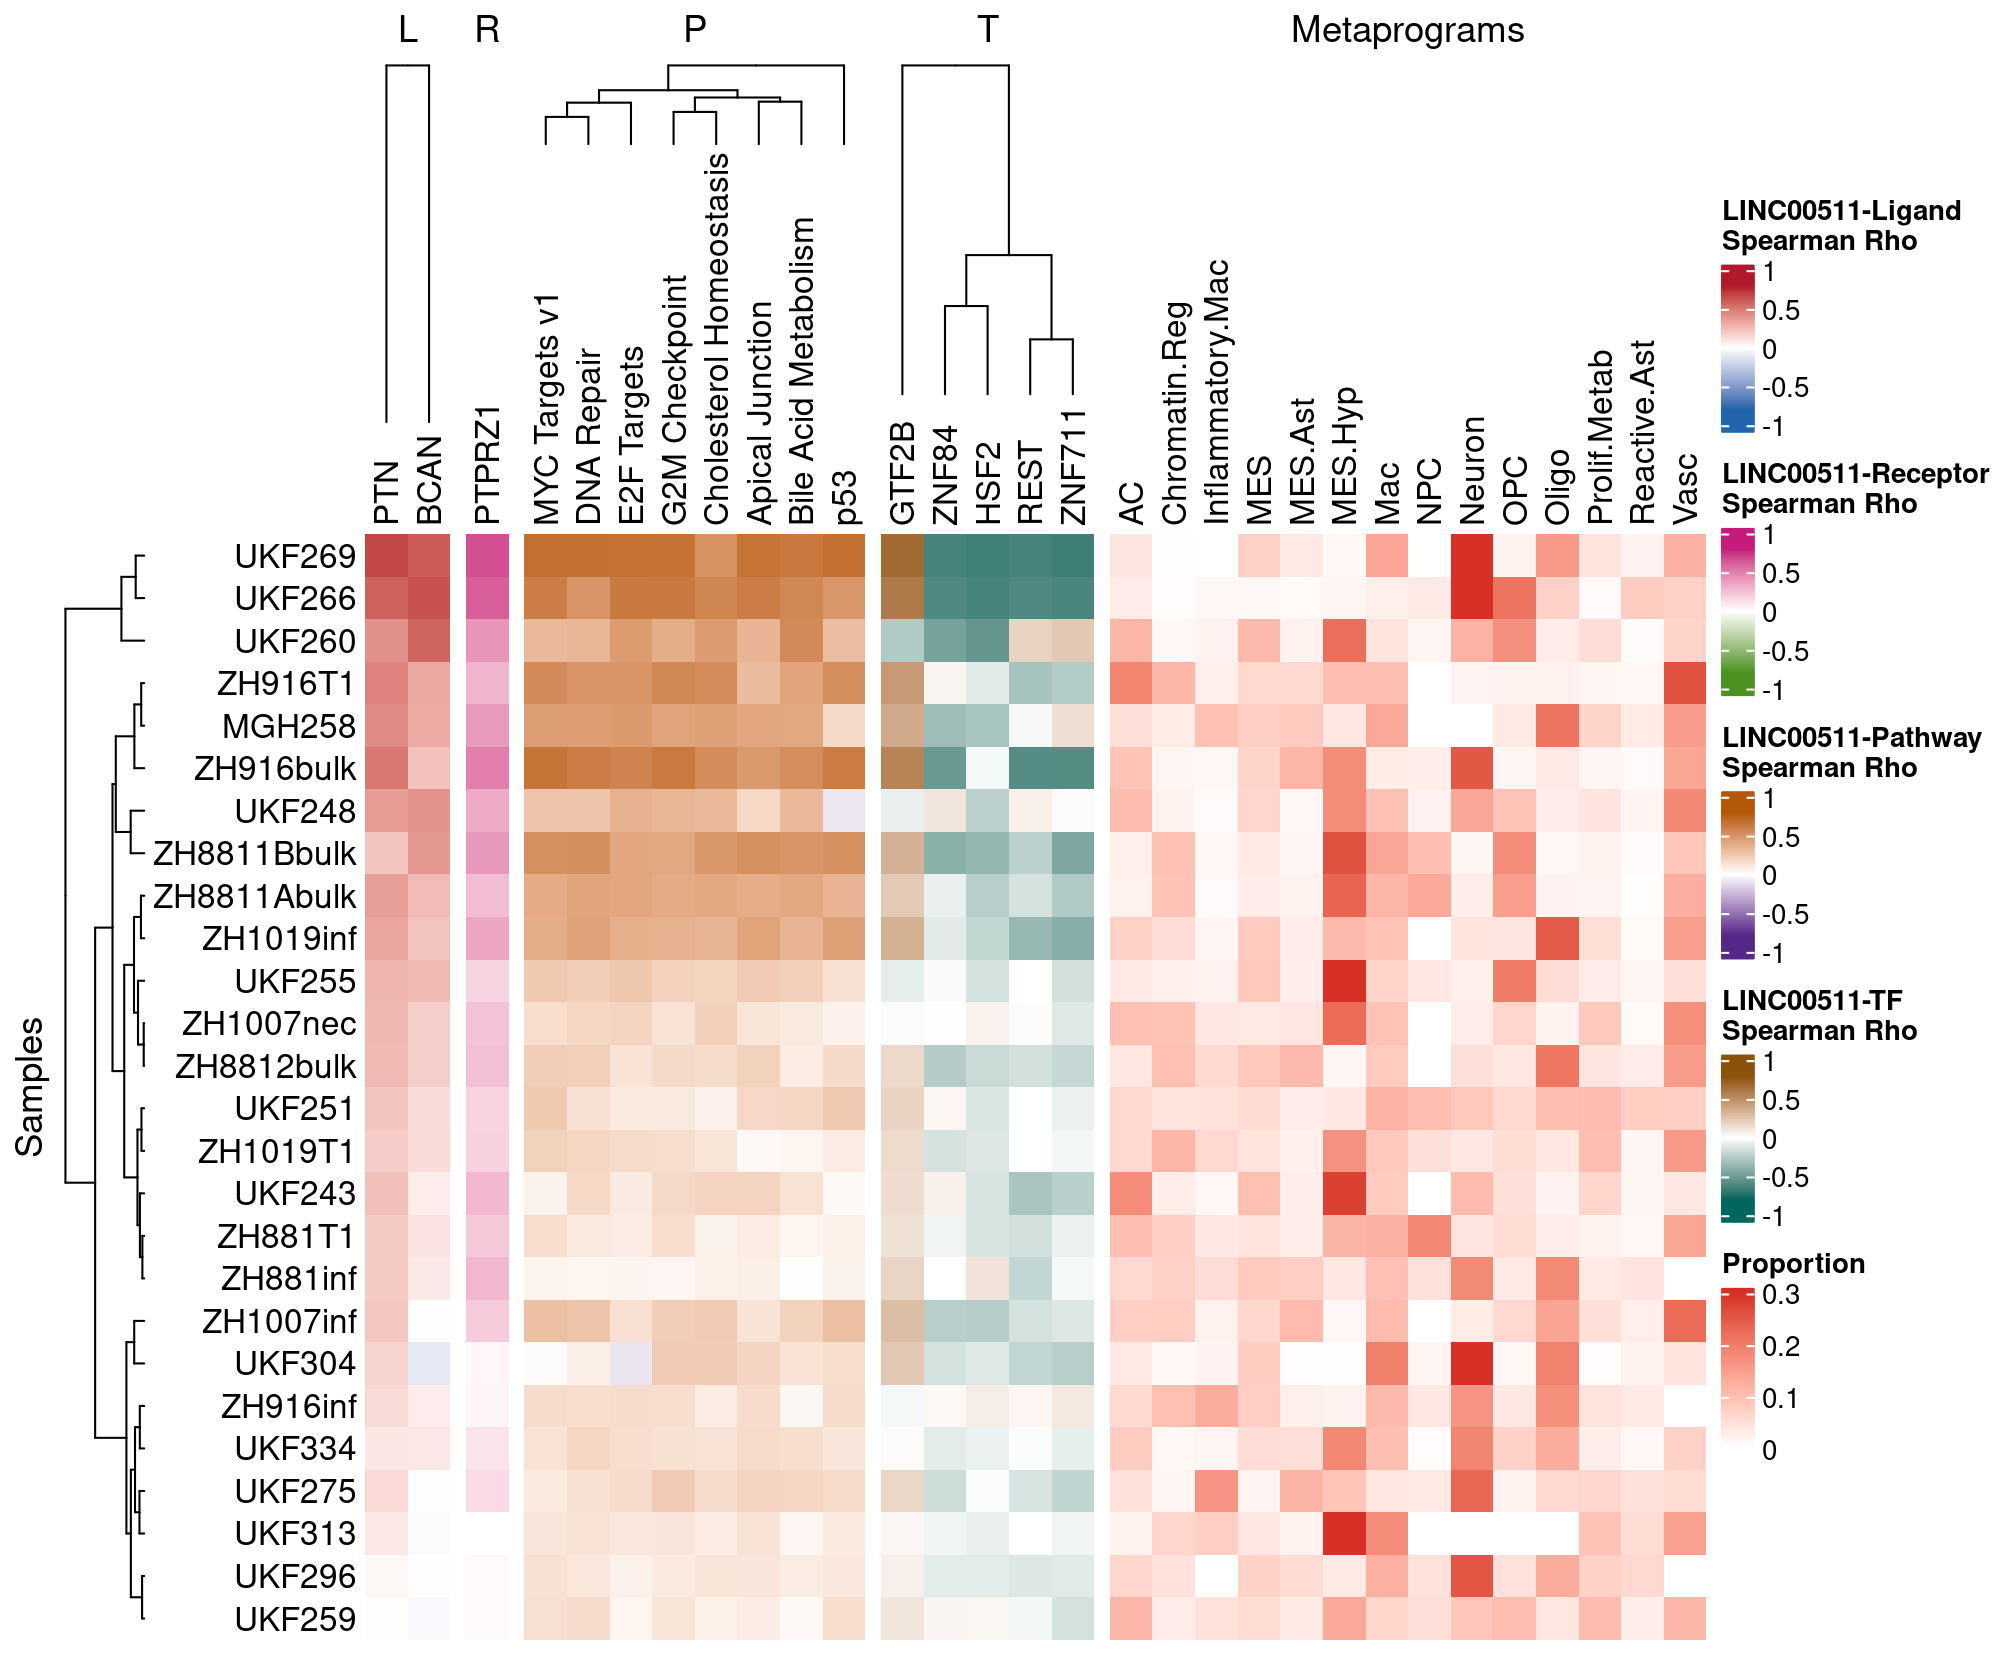 L
R
P
T
Metaprograms
PTN
BCAN
PTPRZ1
MYC Targets v1
DNA Repair
E2F Targets
G2M Checkpoint
Cholesterol Homeostasis
Apical Junction
Bile Acid Metabolism
p53
GTF2B
ZNF84
HSF2
REST
ZNF711
AC
Chromatin.Reg
Inflammatory.Mac
MES
MES.Ast
MES.Hyp
Mac
NPC
Neuron
OPC
Oligo
Prolif.Metab
Reactive.Ast
Vasc
Samples
UKF269
UKF266
UKF260
ZH916T1
MGH258
ZH916bulk
UKF248
ZH8811Bbulk
ZH8811Abulk
ZH1019inf
UKF255
ZH1007nec
ZH8812bulk
UKF251
ZH1019T1
UKF243
ZH881T1
ZH881inf
ZH1007inf
UKF304
ZH916inf
UKF334
UKF275
UKF313
UKF296
UKF259
LINC00511-Ligand
Spearman Rho
1
0.5
0
-0.5
-1
LINC00511-Receptor
Spearman Rho
1
0.5
0
-0.5
-1
LINC00511-Pathway
Spearman Rho
1
0.5
0
-0.5
-1
LINC00511-TF
Spearman Rho
1
0.5
0
-0.5
-1
Proportion
0.3
0.2
0.1
0